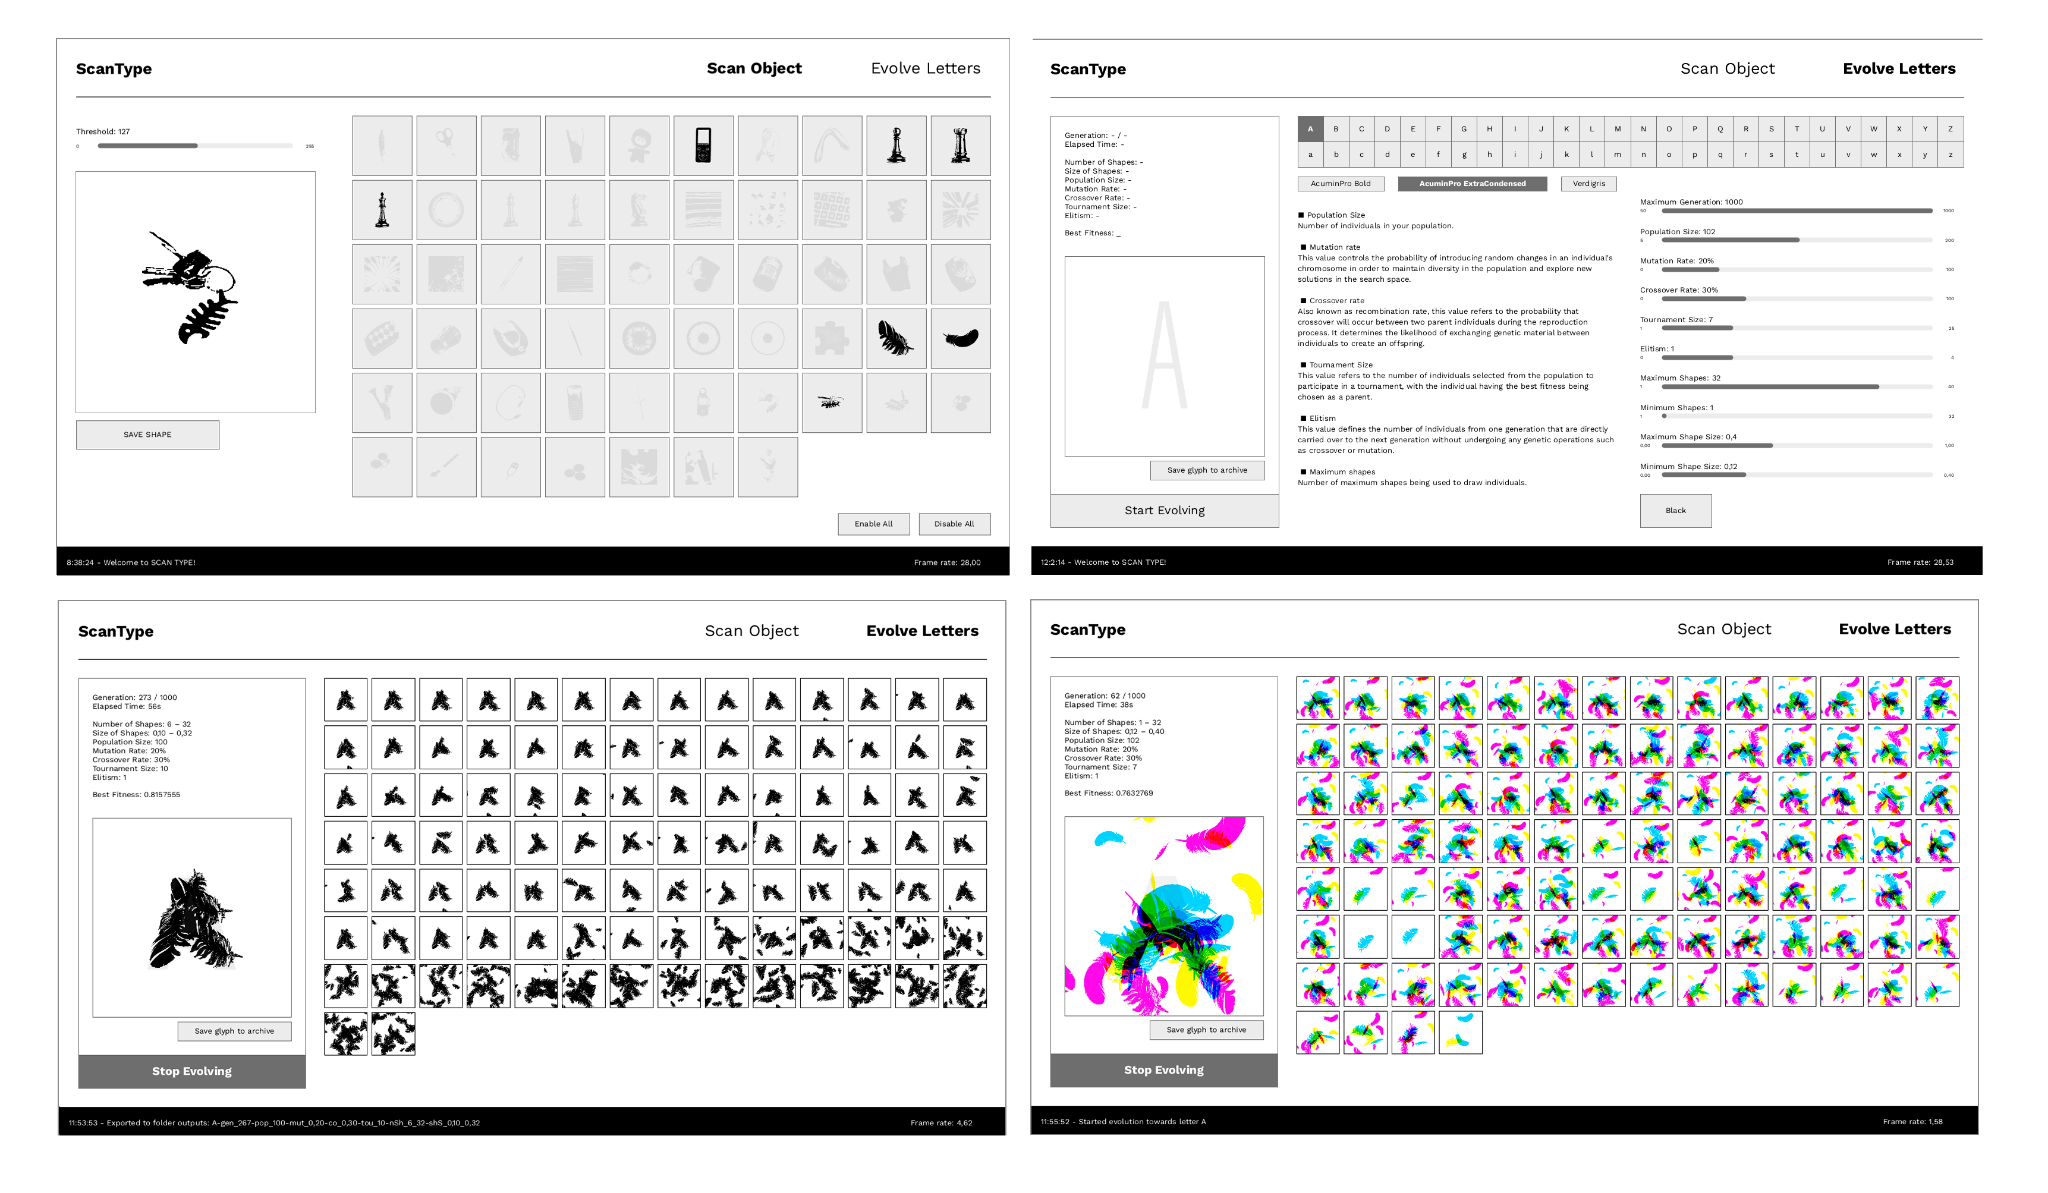 ScanType
Scan Object
Evolve Letters
Threshold: 127
0
255
SAVE SHAPE
Enable All
Disable All
8:38:24 - Welcome to SCAN TYPE!
Frame rate: 28,00
ScanType
Scan Object
Evolve Letters
Generation: - / -
Elapsed Time: -
Number of Shapes: -
Size of Shapes: -
Population Size: -
Mutation Rate: -
Crossover Rate: -
Tournament Size: -
Elitism: -
Best Fitness: _
A
Save glyph to archive
Start Evolving
A B C D E F G H I J K L M N O P Q R S T U V W X Y Z
a b c d e f g h i j k l m n o p q r s t u v w x y z
AcuminPro Bold
AcuminPro ExtraCondensed
Verdigris
■ Population Size
Number of individuals in your population.
■ Mutation rate
This value controls the probability of introducing random changes in an individual's
chromosome in order to maintain diversity in the population and explore new
solutions in the search space.
■ Crossover rate
Also known as recombination rate, this value refers to the probability that
crossover will occur between two parent individuals during the reproduction
process. It determines the likelihood of exchanging genetic material between
individuals to create an offspring.
■ Tournament Size
This value refers to the number of individuals selected from the population to
participate in a tournament, with the individual having the best fitness being
chosen as a parent.
■ Elitism
This value defines the number of individuals from one generation that are directly
carried over to the next generation without undergoing any genetic operations such
as crossover or mutation.
■ Maximum shapes
Number of maximum shapes being used to draw individuals.
Maximum Generation: 1000
50
1000
Population Size: 102
5
200
Mutation Rate: 20%
0
100
Crossover Rate: 30%
0
100
Tournament Size: 7
1
25
Elitism: 1
0
4
Maximum Shapes: 32
1
40
Minimum Shapes: 1
1
32
Maximum Shape Size: 0,4
0,00
1,00
Minimum Shape Size: 0,12
0,00
0,40
Black
12:2:14 - Welcome to SCAN TYPE!
Frame rate: 28,53
ScanType
Scan Object
Evolve Letters
Generation: 273 / 1000
Elapsed Time: 56s
Number of Shapes: 6 – 32
Size of Shapes: 0,10 – 0,32
Population Size: 100
Mutation Rate: 20%
Crossover Rate: 30%
Tournament Size: 10
Elitism: 1
Best Fitness: 0.8157555
Save glyph to archive
Stop Evolving
11:53:53 - Exported to folder outputs: A-gen_267-pop_100-mut_0,20-co_0,30-tou_10-nSh_6_32-shS_0,10_0,32
Frame rate: 4,62
ScanType
Scan Object
Evolve Letters
Generation: 62 / 1000
Elapsed Time: 38s
Number of Shapes: 1 – 32
Size of Shapes: 0,12 – 0,40
Population Size: 102
Mutation Rate: 20%
Crossover Rate: 30%
Tournament Size: 7
Elitism: 1
Best Fitness: 0.7632769
Save glyph to archive
Stop Evolving
11:55:52 - Started evolution towards letter A
Frame rate: 1,58